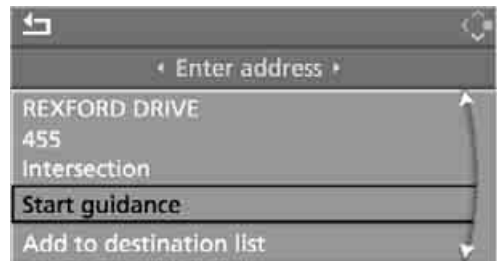 Enter address
REXFORD DRIVE
455
Intersection
Start guidance
Add to destination list